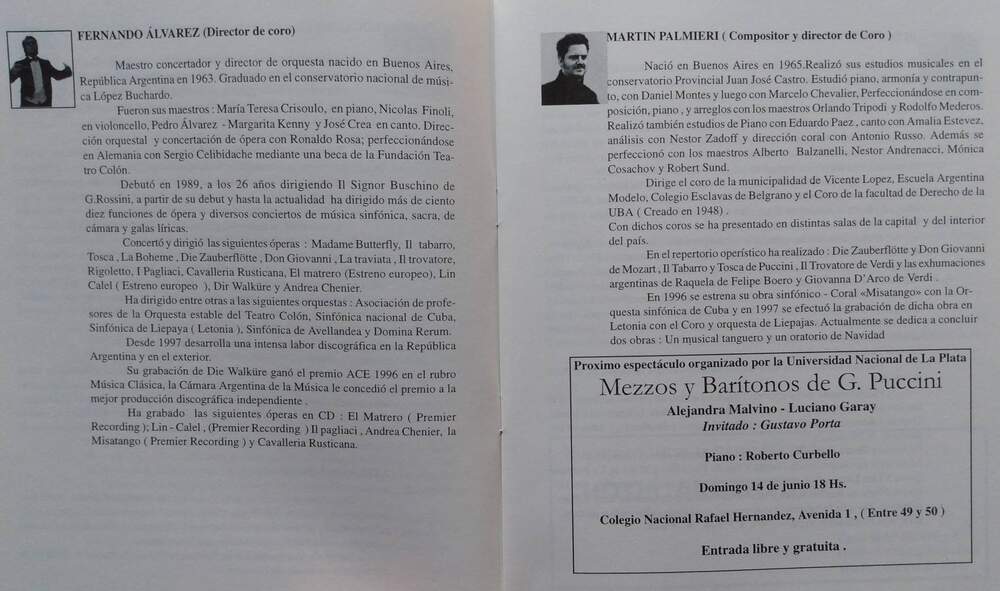 FERNANDO ÁLVAREZ (Director de coro)
Maestro concertador y director de orquesta nacido en Buenos Aires,
República Argentina en 1963. Graduado en el conservatorio nacional de músi-
ca López Buchardo.
Fueron sus maestros : María Teresa Crisoulo, en piano, Nicolas Finoli,
en violoncello, Pedro Álvarez - Margarita Kenny y José Crea en canto. Direc-
ción orquestal y concertación de ópera con Ronaldo Rosa; perfeccionándose
en Alemania con Sergio Celibidache mediante una beca de la Fundación Tea-
tro Colón.
Debutó en 1989, a los 26 años dirigiendo Il Signor Buschino de
G.Rossini, a partir de su debut y hasta la actualidad ha dirigido más de ciento
diez funciones de ópera y diversos conciertos de música sinfónica, sacra, de
cámara y galas líricas.
Concertó y dirigió las siguientes óperas : Madame Butterfly, Il tabarro,
Tosca , La Boheme , Die Zauberflötte , Don Giovanni , La traviata , Il trovatore,
Rigoletto, I Pagliaci, Cavalleria Rusticana, El matrero (Estreno europeo), Lin
Calel ( Estreno europeo ), Dir Walküre y Andrea Chenier.
Ha dirigido entre otras a las siguientes orquestas : Asociación de profe-
sores de la Orquesta estable del Teatro Colón, Sinfónica nacional de Cuba,
Sinfónica de Liepaya ( Letonia ), Sinfónica de Avellandea y Domina Rerum.
Desde 1997 desarrolla una intensa labor discográfica en la República
Argentina y en el exterior.
Su grabación de Die Walküre ganó el premio ACE 1996 en el rubro
Música Clásica, la Cámara Argentina de la Música le concedió el premio a la
mejor producción discográfica independiente .
Ha grabado las siguientes óperas en CD : El Matrero ( Premier
Recording ); Lin - Calel , (Premier Recording ) Il pagliaci , Andrea Chenier, la
Misatango ( Premier Recording ) y Cavalleria Rusticana.
MARTIN PALMIERI ( Compositor y director de Coro )
Nació en Buenos Aires en 1965.Realizó sus estudios musicales en el
conservatorio Provincial Juan José Castro. Estudió piano, armonía y contrapun-
to, con Daniel Montes y luego con Marcelo Chevalier, Perfeccionándose en com-
posición, piano , y arreglos con los maestros Orlando Tripodi y Rodolfo Mederos.
Realizó también estudios de Piano con Eduardo Paez , canto con Amalia Estevez,
análisis con Nestor Zadoff y dirección coral con Antonio Russo. Además se
perfeccionó con los maestros Alberto Balzanelli, Nestor Andrenacci, Mónica
Cosachov y Robert Sund.
Dirige el coro de la municipalidad de Vicente Lopez, Escuela Argentina
Modelo, Colegio Esclavas de Belgrano y el Coro de la facultad de Derecho de la
UBA ( Creado en 1948) .
Con dichos coros se ha presentado en distintas salas de la capital y del interior
del país.
En el repertorio operístico ha realizado : Die Zauberflötte y Don Giovanni
de Mozart , Il Tabarro y Tosca de Puccini , Il Trovatore de Verdi y las exhumaciones
argentinas de Raquela de Felipe Boero y Giovanna D'Arco de Verdi .
En 1996 se estrena su obra sinfónico - Coral «Misatango» con la Or-
questa sinfónica de Cuba y en 1997 se efectuó la grabación de dicha obra en
Letonia con el Coro y orquesta de Liepajas. Actualmente se dedica a concluir
dos obras : Un musical tanguero y un oratorio de Navidad
Proximo espectáculo organizado por la Universidad Nacional de La Plata
Mezzos y Barítonos de G. Puccini
Alejandra Malvino - Luciano Garay
Invitado : Gustavo Porta
Piano : Roberto Curbello
Domingo 14 de junio 18 Hs.
Colegio Nacional Rafael Hernandez, Avenida 1 , ( Entre 49 y 50 )
Entrada libre y gratuita .